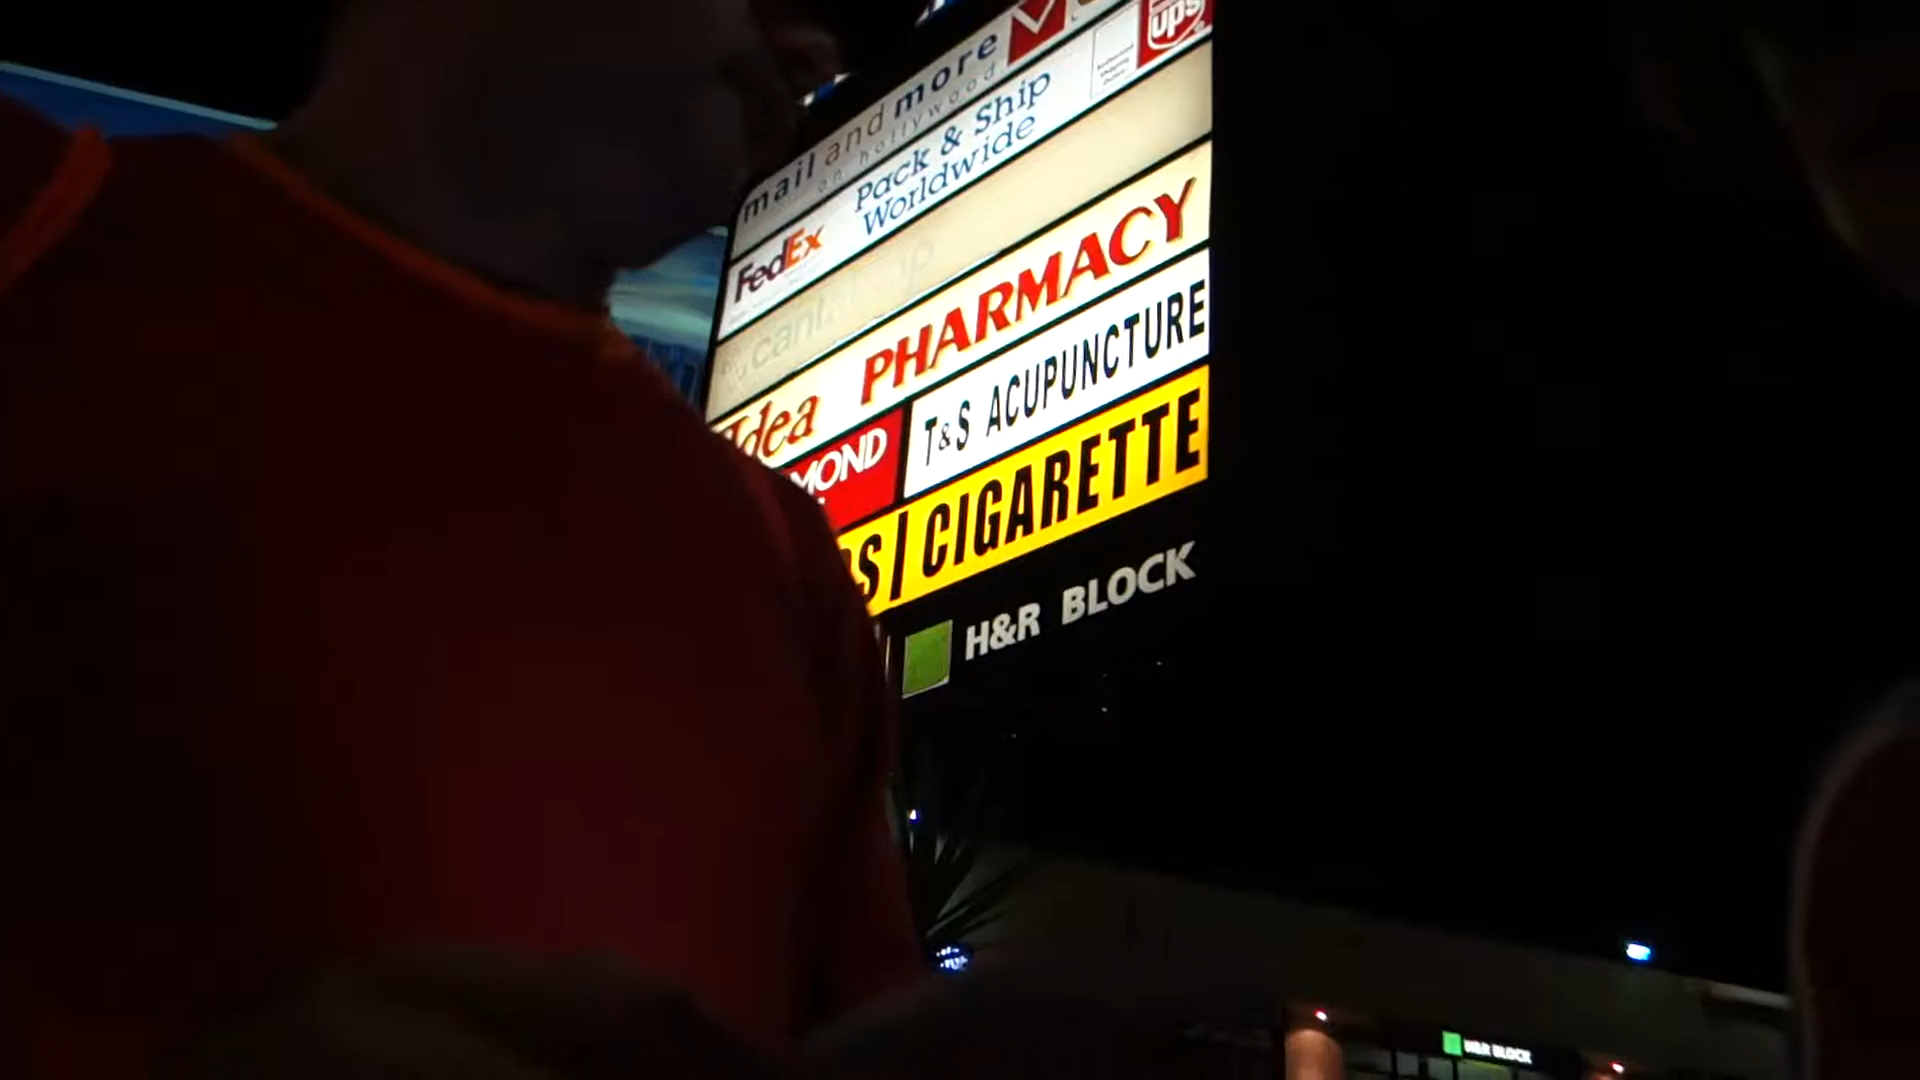 mail and more
on hollywood
ups
FedEx
Pack & Ship
Worldwide
Idea PHARMACY
MOND
T&S ACUPUNCTURE
S/ CIGARETTE
H&R BLOCK
H&R BLOCK